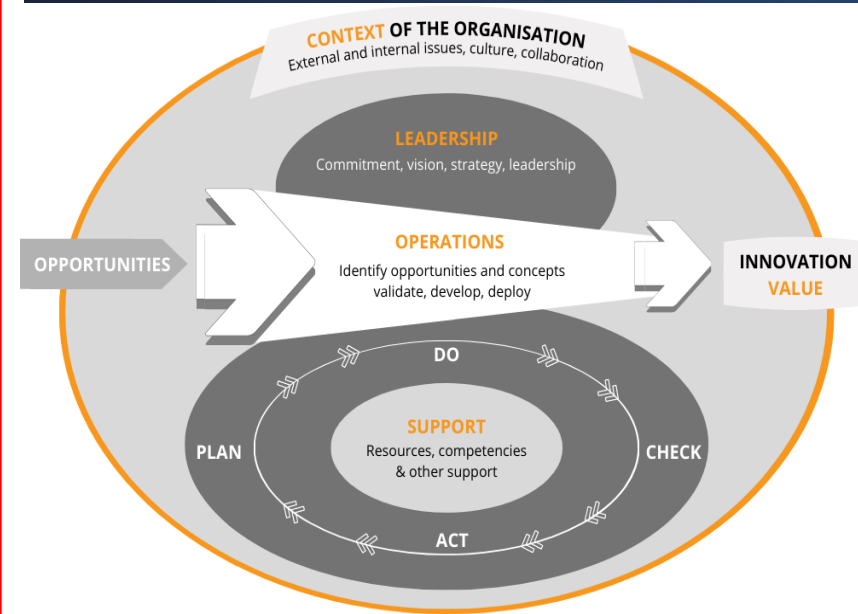 CONTEXT OF THE ORGANISATION
External and internal issues, culture, collaboration
LEADERSHIP
Commitment, vision, strategy, leadership
OPPORTUNITIES
OPERATIONS
Identify opportunities and concepts
validate, develop, deploy
INNOVATION
VALUE
DO
PLAN
SUPPORT
Resources, competencies
& other support
CHECK
ACT